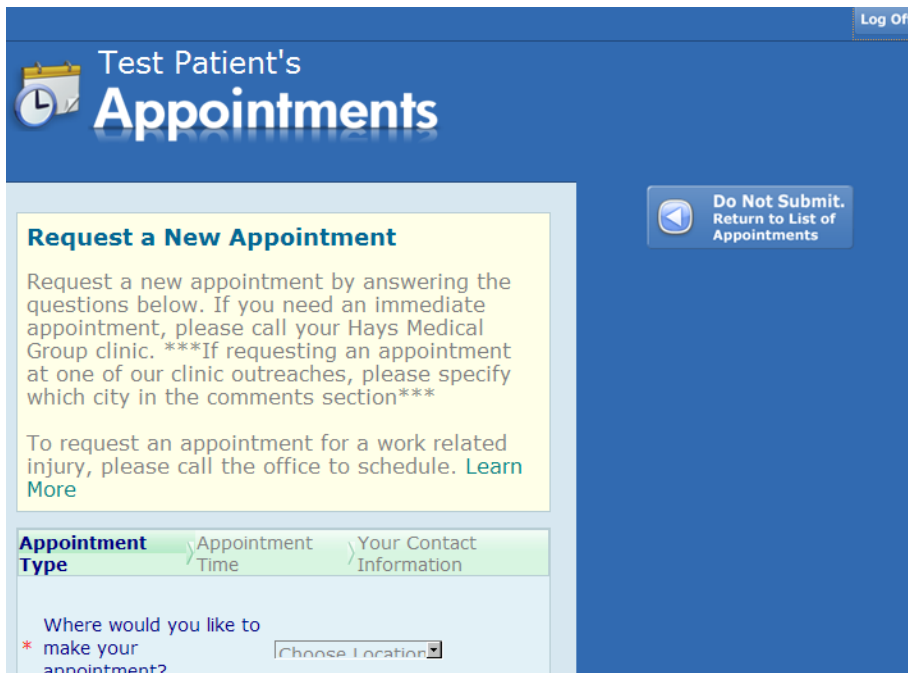 Log Of
Test Patient's
Appointments
Do Not Submit.
Return to List of
Appointments
Request a New Appointment
Request a new appointment by answering the
questions below. If you need an immediate
appointment, please call your Hays Medical
Group clinic. ***If requesting an appointment
at one of our clinic outreaches, please specify
which city in the comments section***
To request an appointment for a work related
injury, please call the office to schedule. Learn
More
Appointment Type
Appointment Time
Your Contact Information
Where would you like to
* make your
appointment?
Choose Location